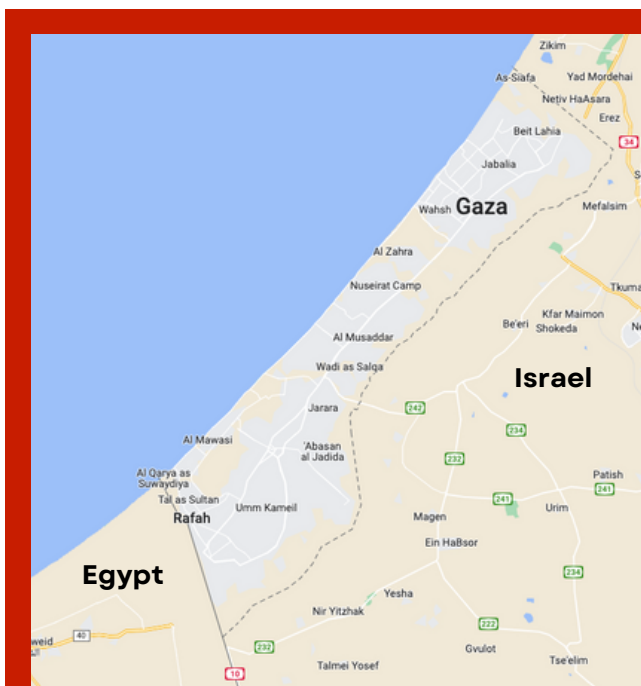 Zikim
As-Siafa
Yad Mordehai
Netiv HaAsara
Erez
Beit Lahia
34
Jabalia
Wahsh
Gaza
Mefalsim
Al Zahra
Nuseirat Camp
Tkuma
Kfar Maimon
Be'eri
Shokeda
Al Musaddar
Wadi as Salqa
Israel
Jarara
242
234
Al Mawasi
'Abasan
al Jadida
232
Al Qarya as
Suwaydiya
Patish
Tal as Sultan
241
241
Rafah
Umm Kameil
Urim
Magen
Ein HaBsor
Egypt
234
Yesha
Nir Yitzhak
222
40
weid
232
Gvulot
Tse'elim
Talmei Yosef
10